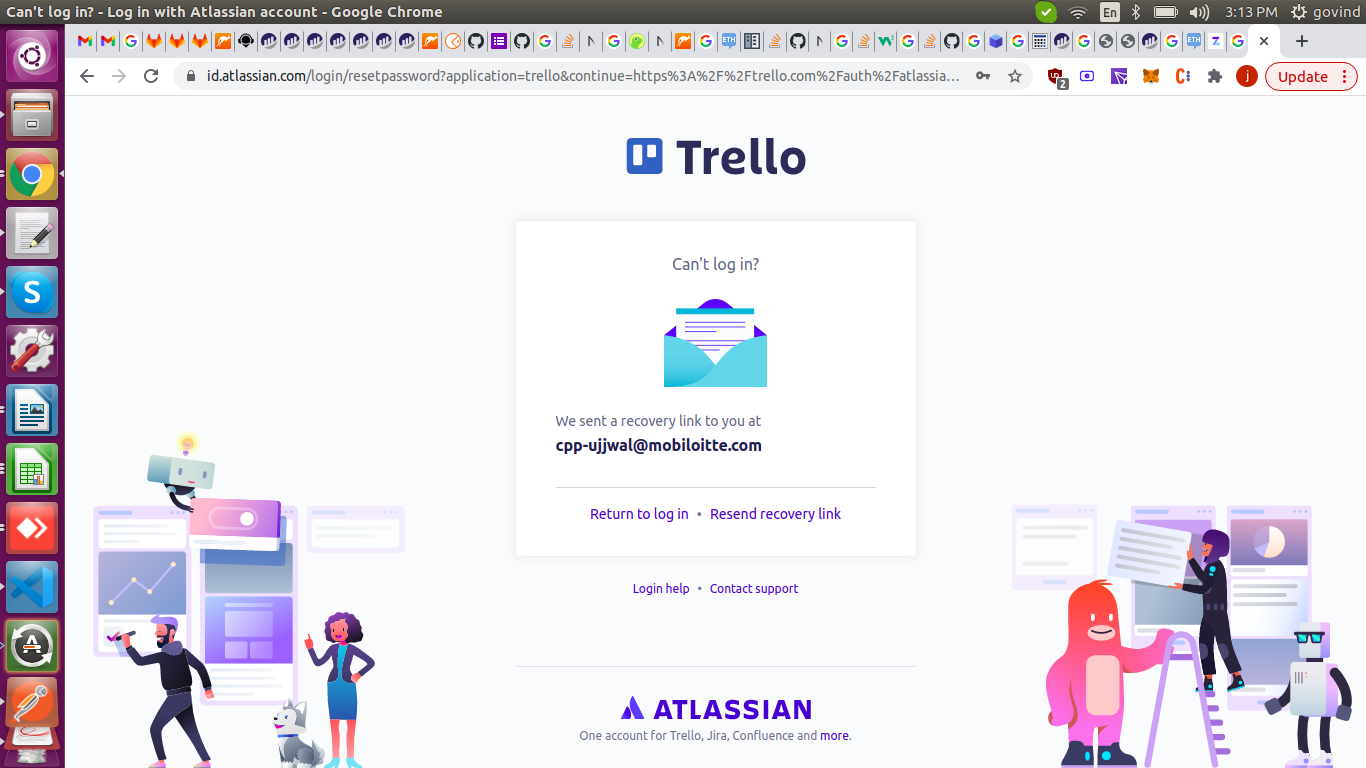 Can't log in? - Log in with Atlassian account - Google Chrome
En
3:13 PM
govind
id.atlassian.com/login/resetpassword?application=trello&continue=https%3A%2F%2Ftrello.com%2Fauth%2Fatlassia…
2
j
Update
Trello
Can't log in?
We sent a recovery link to you at
cpp-ujjwal@mobiloitte.com
Return to log in • Resend recovery link
Login help • Contact support
ATLASSIAN
One account for Trello, Jira, Confluence and more.